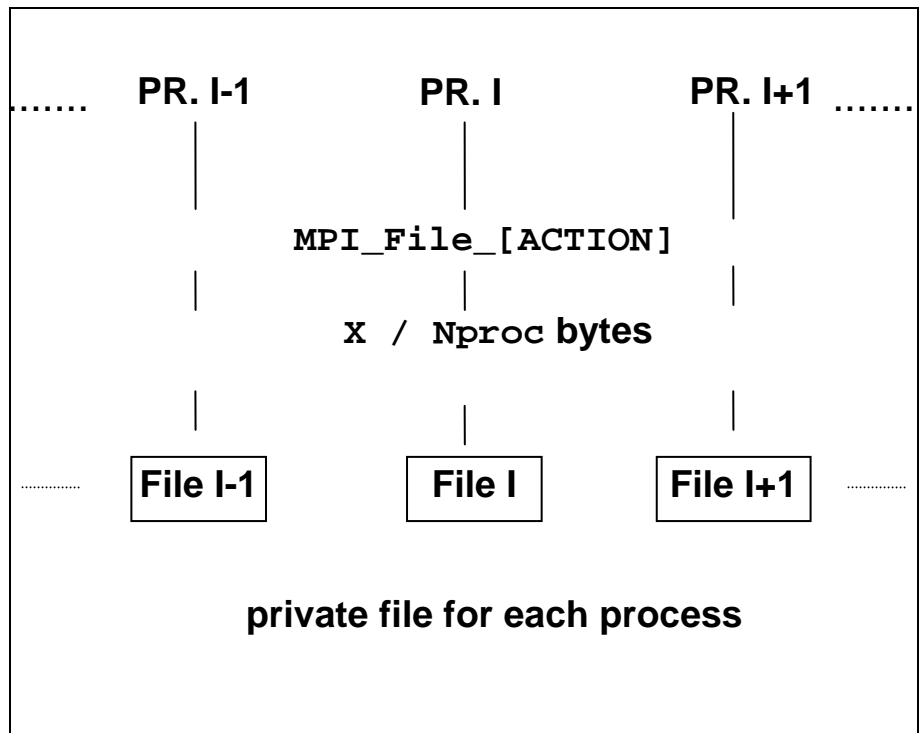 ....... PR. I-1 PR. I PR. I+1 .......
MPI_File_[ACTION]
X / Nproc bytes
File I-1 File I File I+1
private file for each process